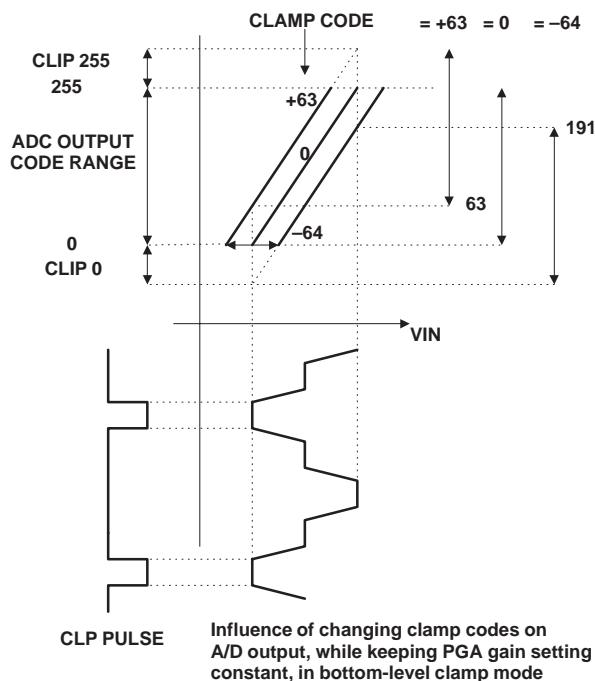 CLAMP CODE
= +63 = 0 = –64
CLIP 255
255
+63
191
ADC OUTPUT
CODE RANGE
0
63
–64
0
CLIP 0
VIN
CLP PULSE
Influence of changing clamp codes on
A/D output, while keeping PGA gain setting
constant, in bottom-level clamp mode